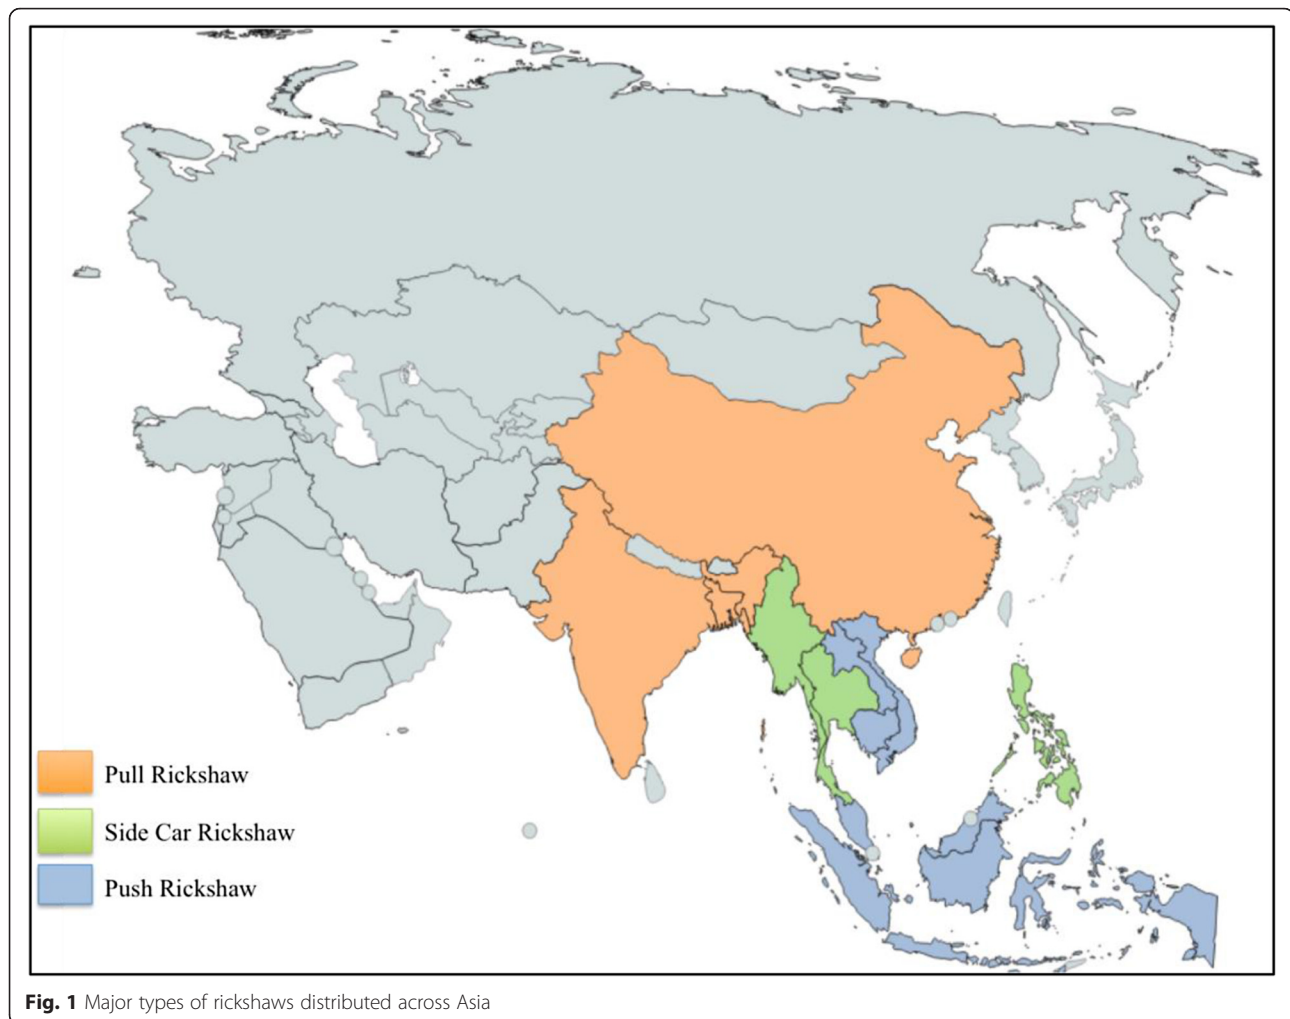 Pull Rickshaw
Side Car Rickshaw
Push Rickshaw
Fig. 1 Major types of rickshaws distributed across Asia